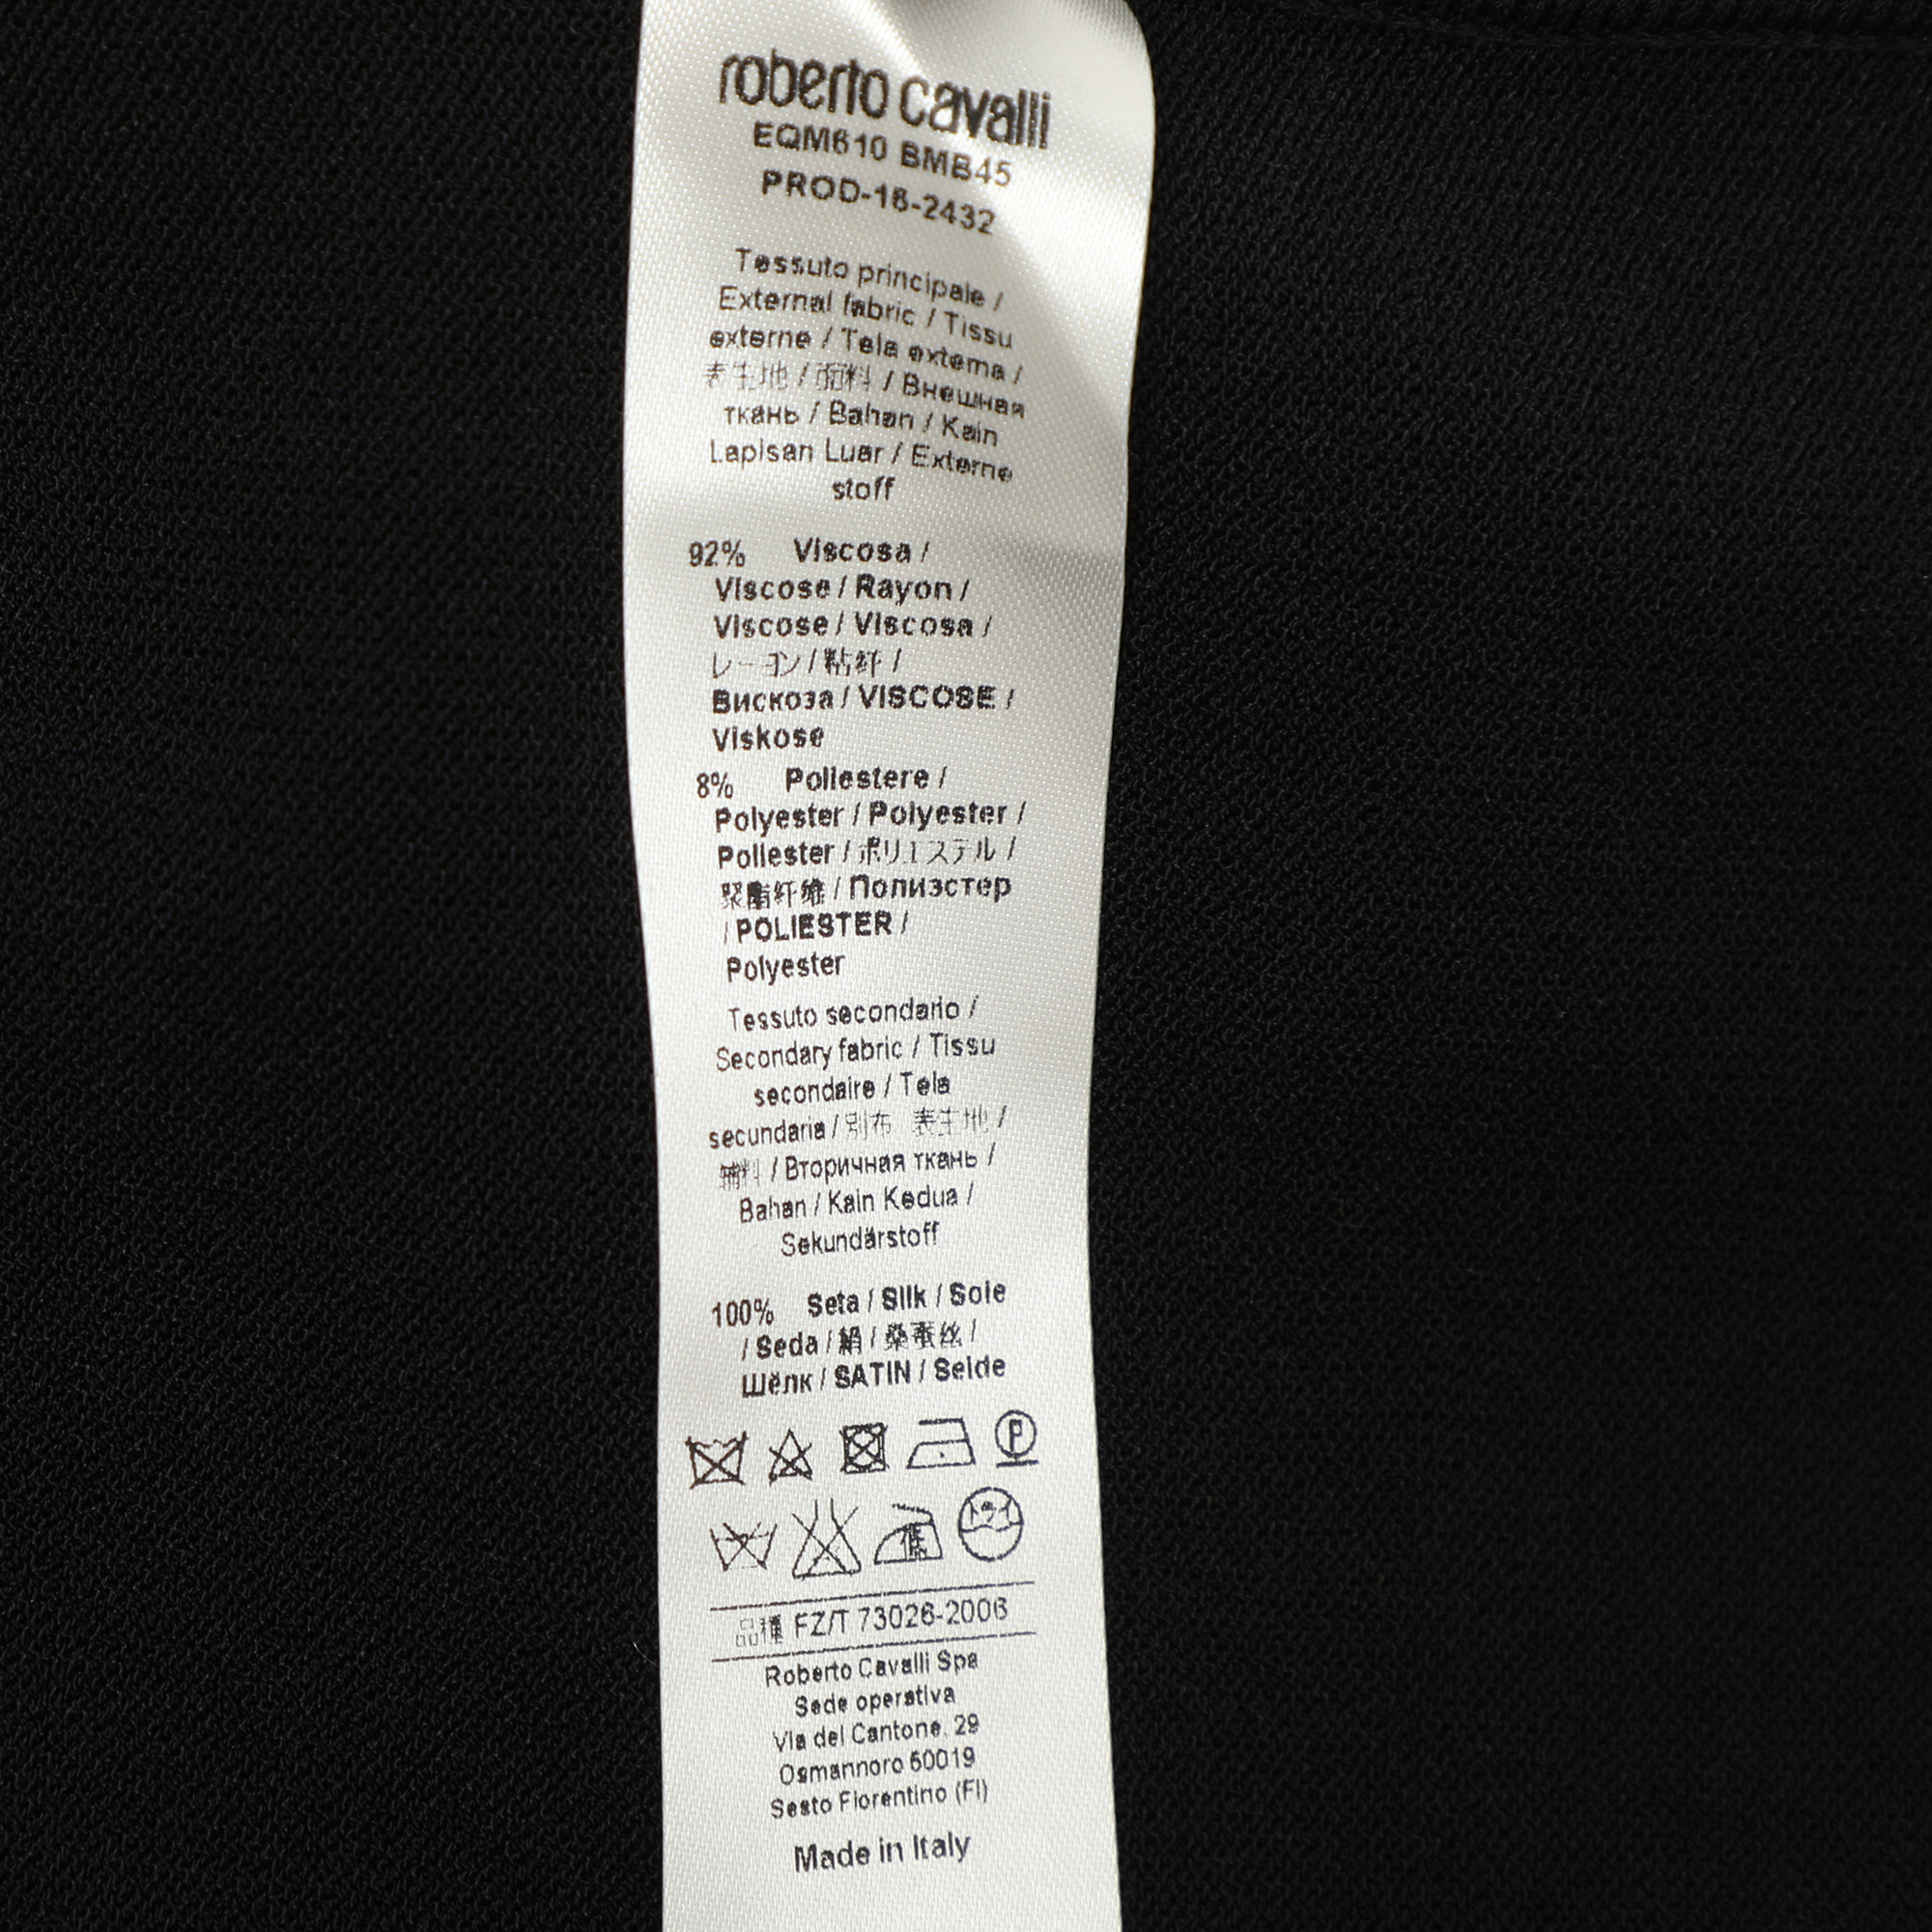 roberto cavalli
EQM610 BMB45
PROD-16-2432
Tessuto principale /
External fabric / Tissu
externe / Tela externa /
表生地 / 面料 / Внешная
ткань / Bahan / Kain
Lapisan Luar / Externe
stoff
92% Viscosa /
Viscose / Rayon /
Viscose / Viscosa /
レーヨン / 粘纤 /
Вискоза / VISCOSE /
Viskose
8% Poliestere /
Polyester / Polyester /
Poliester / ポリエステル /
聚酯纤维 / Полиэстер
/ POLIESTER /
Polyester
Tessuto secondario /
Secondary fabric / Tissu
secondaire / Tela
secundaria / 別布 表生地 /
辅料 / Вторичная ткань /
Bahan / Kain Kedua /
Sekundärstoff
100% Seta / Silk / Soie
/ Seda / 絹 / 桑蚕丝 /
Шёлк / SATIN / Seide
P
低 ドライ
品種 FZ/T 73026-2006
Roberto Cavalli Spa
Sede operativa
Via del Cantone, 29
Osmannoro 50019
Sesto Fiorentino (FI)
Made in Italy